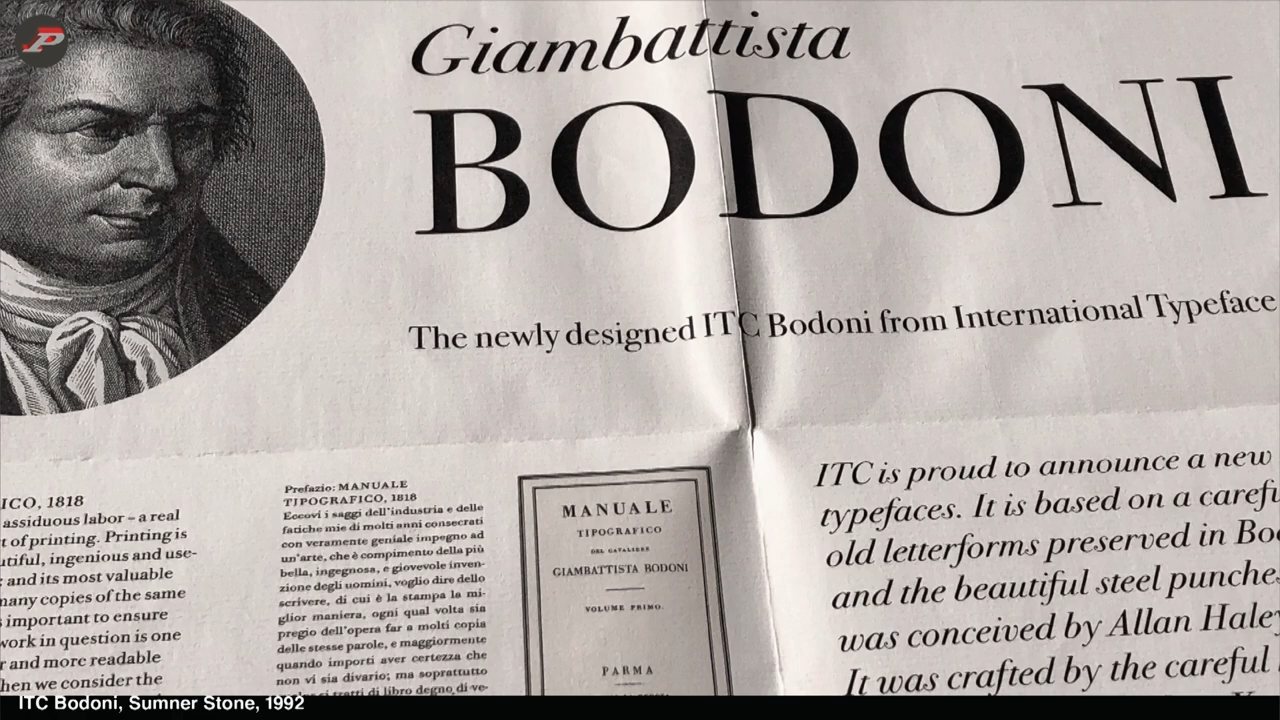 P
Giambattista
BODONI
The newly designed ITC Bodoni from International Typeface
ICO, 1818
assiduous labor – a real
t of printing. Printing is
utiful, ingenious and use-
and its most valuable
many copies of the same
important to ensure
work in question is one
r and more readable
hen we consider the
Prefazio: MANUALE
TIPOGRAFICO, 1818
Eccovi i saggi dell'industria e delle
fatiche mie di molti anni consecrati
con veramente geniale impegno ad
un'arte, che è compimento della più
bella, ingegnosa, e giovevole inven-
zione degli uomini, voglio dire dello
scrivere, di cui è la stampa la mi-
glior maniera, ogni qual volta sia
pregio dell'opera far a molti copia
delle stesse parole, e maggiormente
quando importi aver certezza che
non vi sia divario; ma soprattutto
si tratti di libro degno di ve-
MANUALE
TIPOGRAFICO
DEL CAVALIERE
GIAMBATTISTA BODONI
VOLUME PRIMO.
PARMA
ITC is proud to announce a new
typefaces. It is based on a carefu
old letterforms preserved in Bo
and the beautiful steel punche
was conceived by Allan Haley
It was crafted by the careful
ITC Bodoni, Sumner Stone, 1992